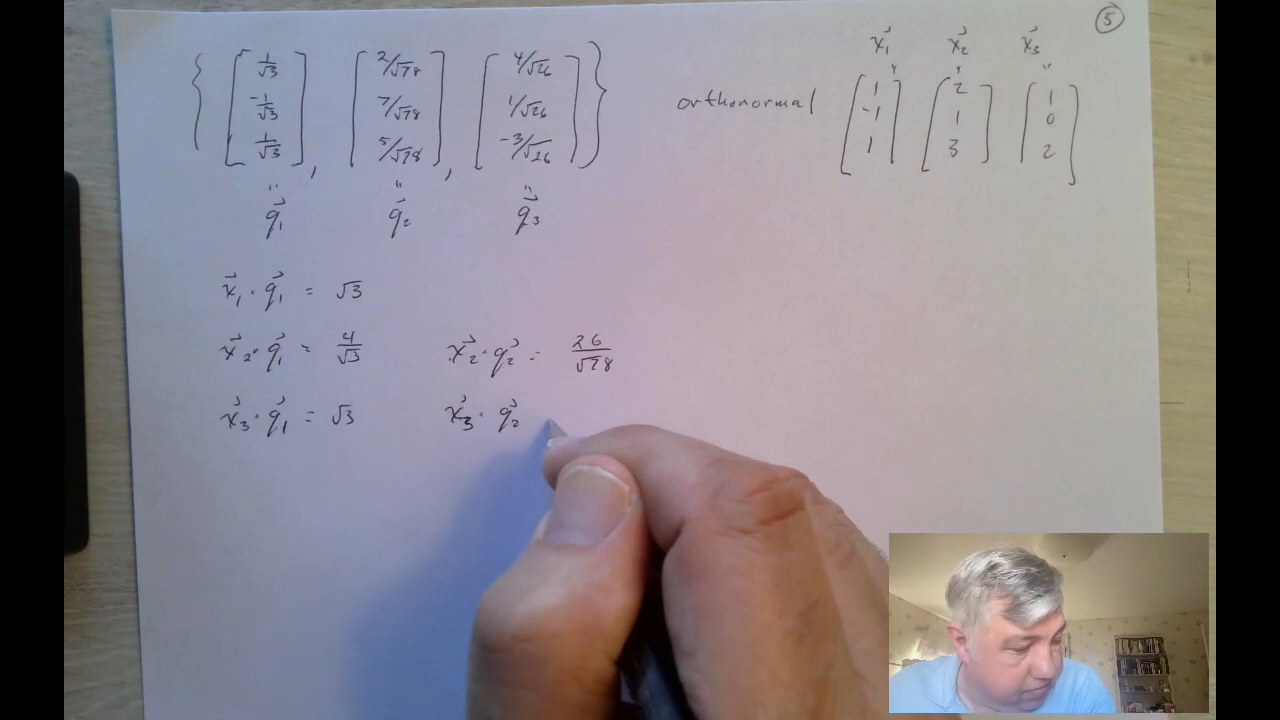 ⑤
x⃗₁ x⃗₂ x⃗₃
{ [1/√3, -1/√3, 1/√3], [2/√78, 7/√78, 5/√78], [4/√26, 1/√26, -3/√26] } orthonormal [1, -1, 1] [2, 1, 3] [1, 0, 2]
q⃗₁ q⃗₂ q⃗₃
x⃗₁ · q⃗₁ = √3
x⃗₂ · q⃗₁ = 4/√3 x⃗₂ · q⃗₂ = 26/√78
x⃗₃ · q⃗₁ = √3 x⃗₃ · q⃗₂